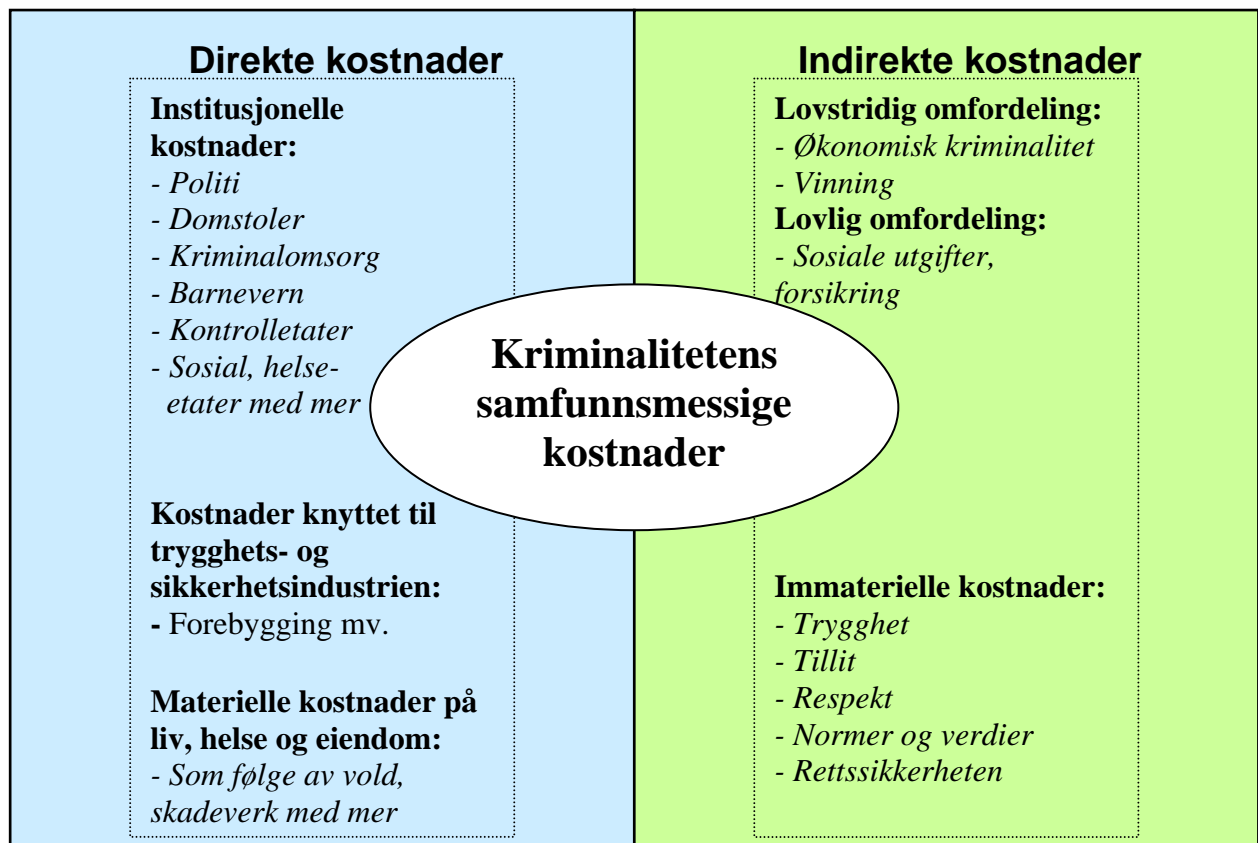 Direkte kostnader
Institusjonelle
kostnader:
- Politi
- Domstoler
- Kriminalomsorg
- Barnevern
- Kontrolletater
- Sosial, helse-
etater med mer
Kostnader knyttet til
trygghets- og
sikkerhetsindustrien:
- Forebygging mv.
Materielle kostnader på
liv, helse og eiendom:
- Som følge av vold,
skadeverk med mer
Kriminalitetens
samfunnsmessige
kostnader
Indirekte kostnader
Lovstridig omfordeling:
- Økonomisk kriminalitet
- Vinning
Lovlig omfordeling:
- Sosiale utgifter,
forsikring
Immaterielle kostnader:
- Trygghet
- Tillit
- Respekt
- Normer og verdier
- Rettssikkerheten